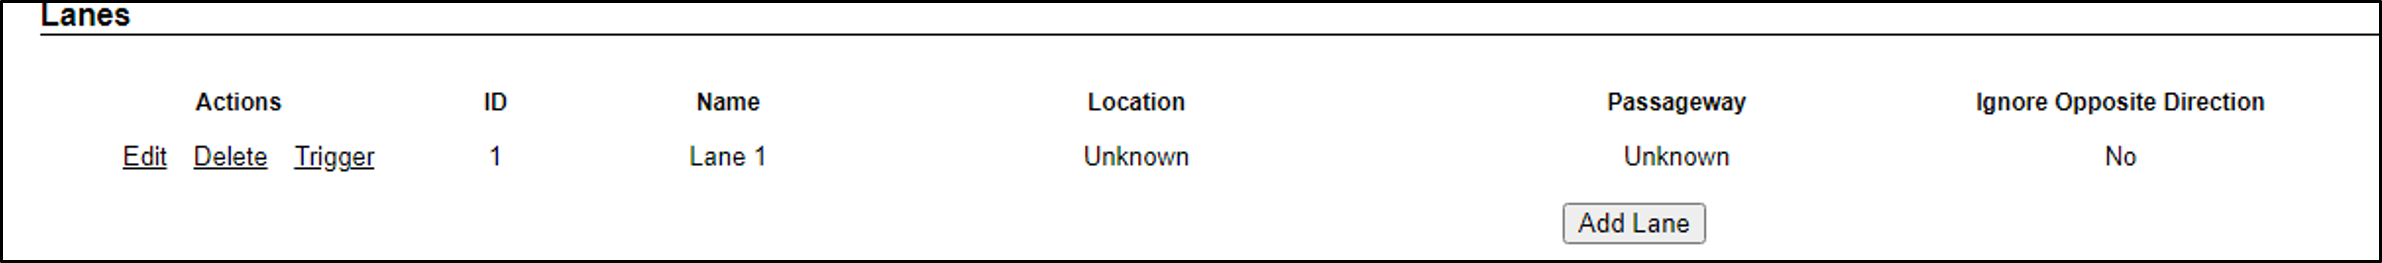 Lanes
Actions ID Name Location Passageway Ignore Opposite Direction
Edit Delete Trigger 1 Lane 1 Unknown Unknown No
Add Lane